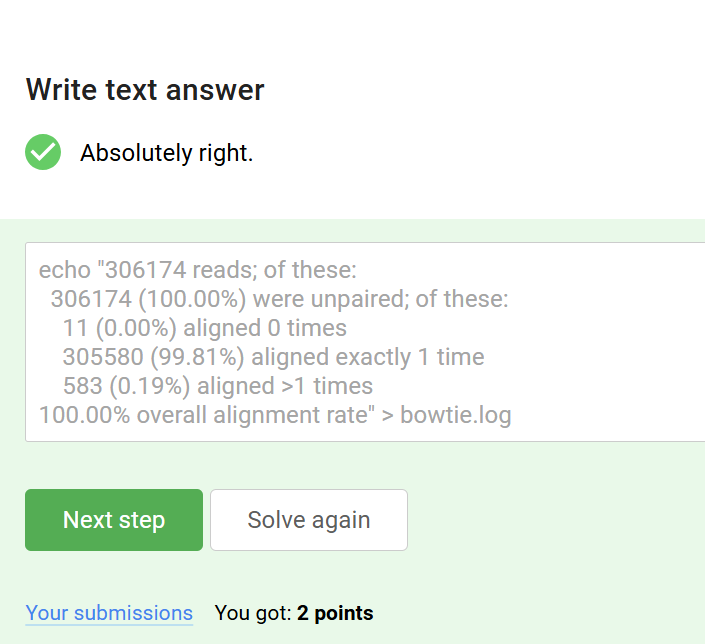 Write text answer
Absolutely right.
echo "306174 reads; of these:
306174 (100.00%) were unpaired; of these:
11 (0.00%) aligned 0 times
305580 (99.81%) aligned exactly 1 time
583 (0.19%) aligned >1 times
100.00% overall alignment rate" > bowtie.log
Next step Solve again
Your submissions You got: 2 points